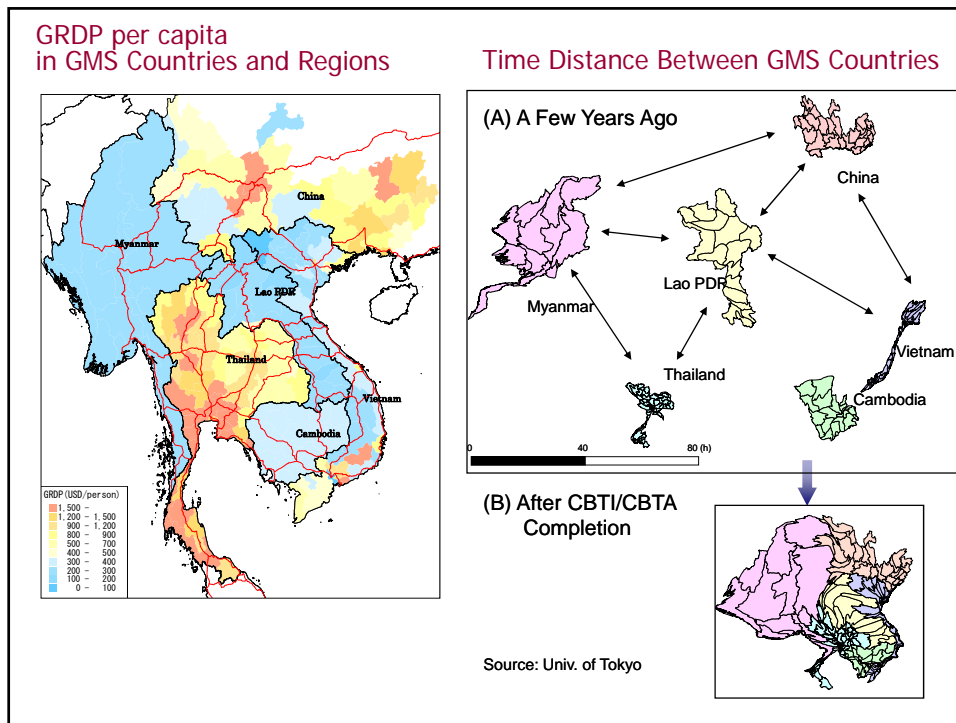 GRDP per capita
in GMS Countries and Regions
China
Myanmar
Lao PDR
Thailand
Vietnam
Cambodia
GRDP(USD/person)
1,500 -
1,200 - 1,500
900 - 1,200
800 - 900
500 - 700
400 - 500
300 - 400
200 - 300
100 - 200
0 - 100
Time Distance Between GMS Countries
(A) A Few Years Ago
China
Myanmar
Lao PDR
Vietnam
Thailand
Cambodia
0 40 80 (h)
(B) After CBTI/CBTA
Completion
Source: Univ. of Tokyo